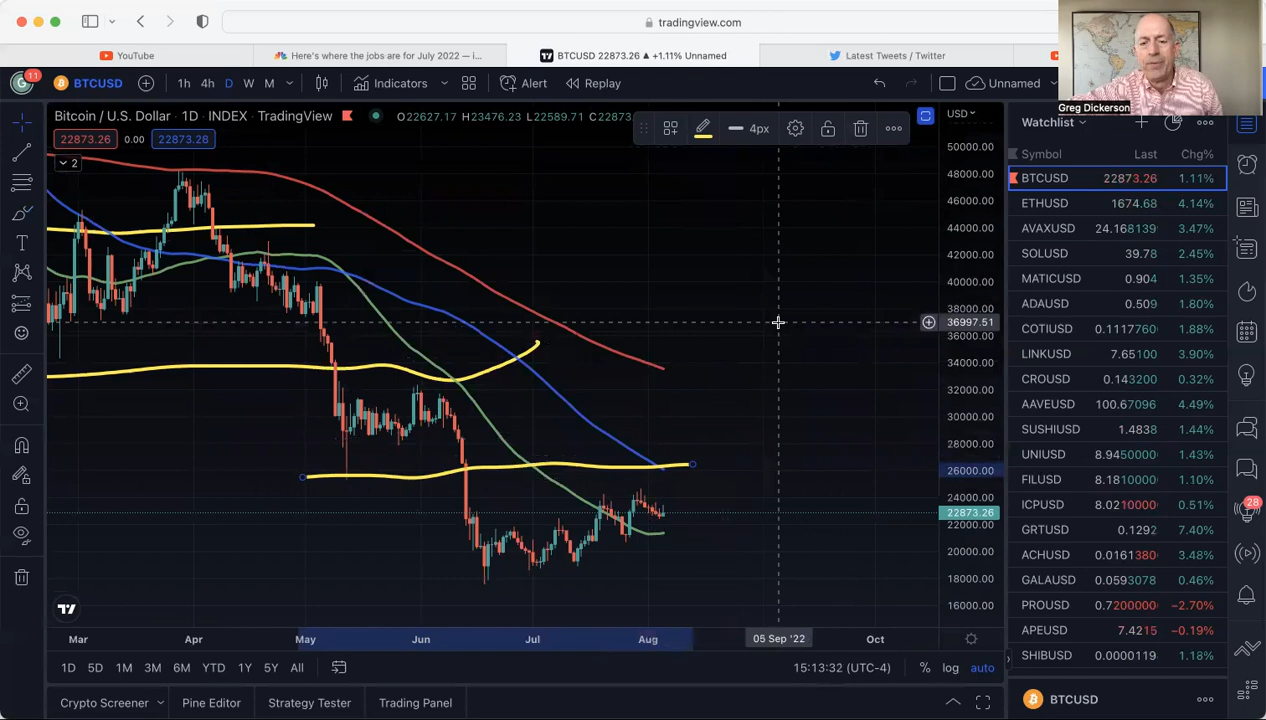 tradingview.com
YouTube
Here's where the jobs are for July 2022 — i...
BTCUSD 22873.26 ▲ +1.11% Unnamed
Latest Tweets / Twitter
G 11
BTCUSD
1h 4h D W M
Indicators
Alert
Replay
Unnamed
Greg Dickerson
Bitcoin / U.S. Dollar · 1D · INDEX · TradingView
O22627.17 H23476.23 L22589.71 C22873.
22873.26 0.00 22873.28
2
4px
USD
50000.00
48000.00
46000.00
44000.00
42000.00
40000.00
38000.00
36997.51
36000.00
34000.00
32000.00
30000.00
28000.00
26000.00
24000.00
22873.26
22000.00
20000.00
18000.00
16000.00
Mar Apr May Jun Jul Aug 05 Sep '22 Oct
1D 5D 1M 3M 6M YTD 1Y 5Y All
15:13:32 (UTC-4) % log auto
Crypto Screener Pine Editor Strategy Tester Trading Panel
Watchlist
Symbol Last Chg%
BTCUSD 22873.26 1.11%
ETHUSD 1674.68 4.14%
AVAXUSD 24.168139 3.47%
SOLUSD 39.78 2.45%
MATICUSD 0.904 1.35%
ADAUSD 0.509 1.80%
COTIUSD 0.1117760 1.88%
LINKUSD 7.65100 3.90%
CROUSD 0.143200 0.32%
AAVEUSD 100.67096 4.49%
SUSHIUSD 1.4838 1.44%
UNIUSD 8.9450000 1.43%
FILUSD 8.1810000 1.10%
ICPUSD 8.0210000 0.51%
GRTUSD 0.1292 7.40%
ACHUSD 0.0161380 3.48%
GALAUSD 0.0593078 0.46%
PROUSD 0.7200000 −2.70%
APEUSD 7.4215 −0.19%
SHIBUSD 0.0000119 1.18%
BTCUSD
28